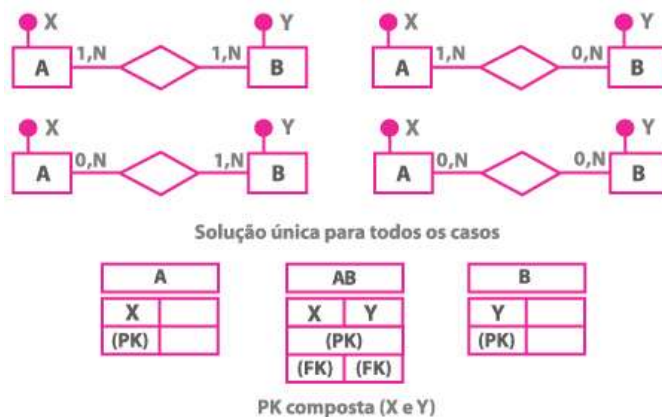 X Y X Y
A 1,N 1,N B A 1,N 0,N B
X Y X Y
A 0,N 1,N B A 0,N 0,N B
Solução única para todos os casos
A AB B
X X Y Y
(PK) (PK) (PK)
(FK) (FK)
PK composta (X e Y)